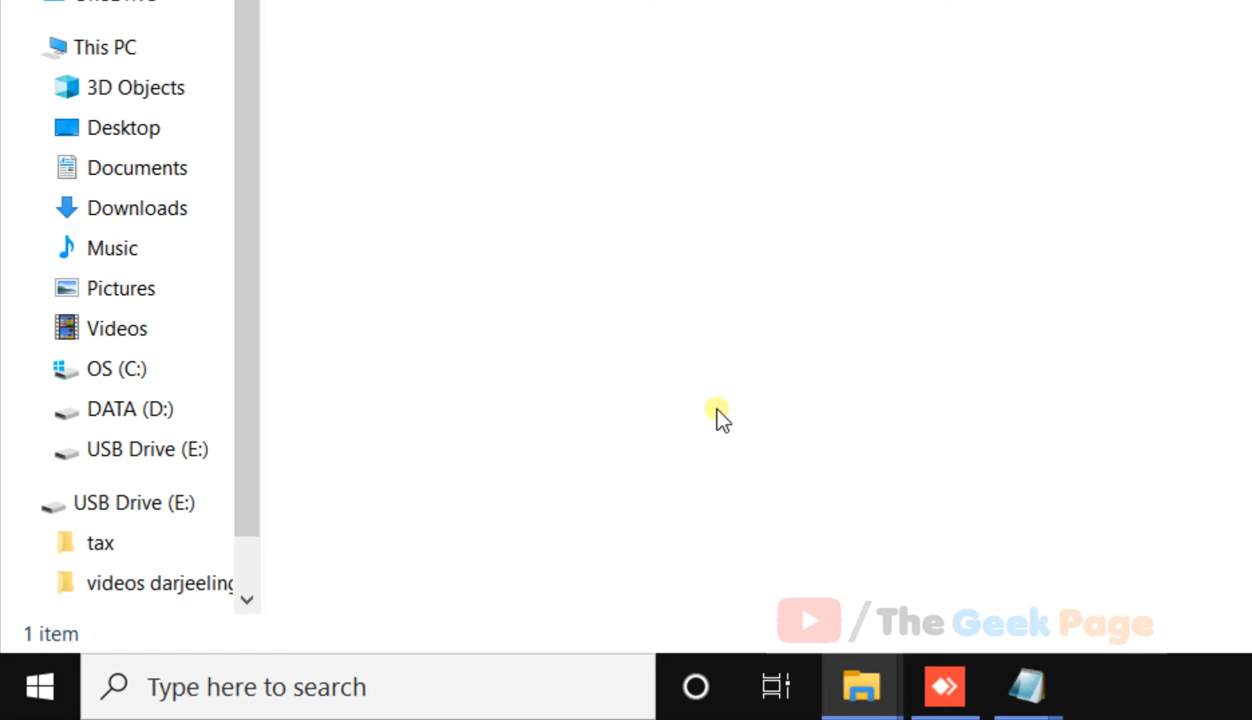 This PC
3D Objects
Desktop
Documents
Downloads
Music
Pictures
Videos
OS (C:)
DATA (D:)
USB Drive (E:)
USB Drive (E:)
tax
videos darjeeling
1 item
/The Geek Page
Type here to search